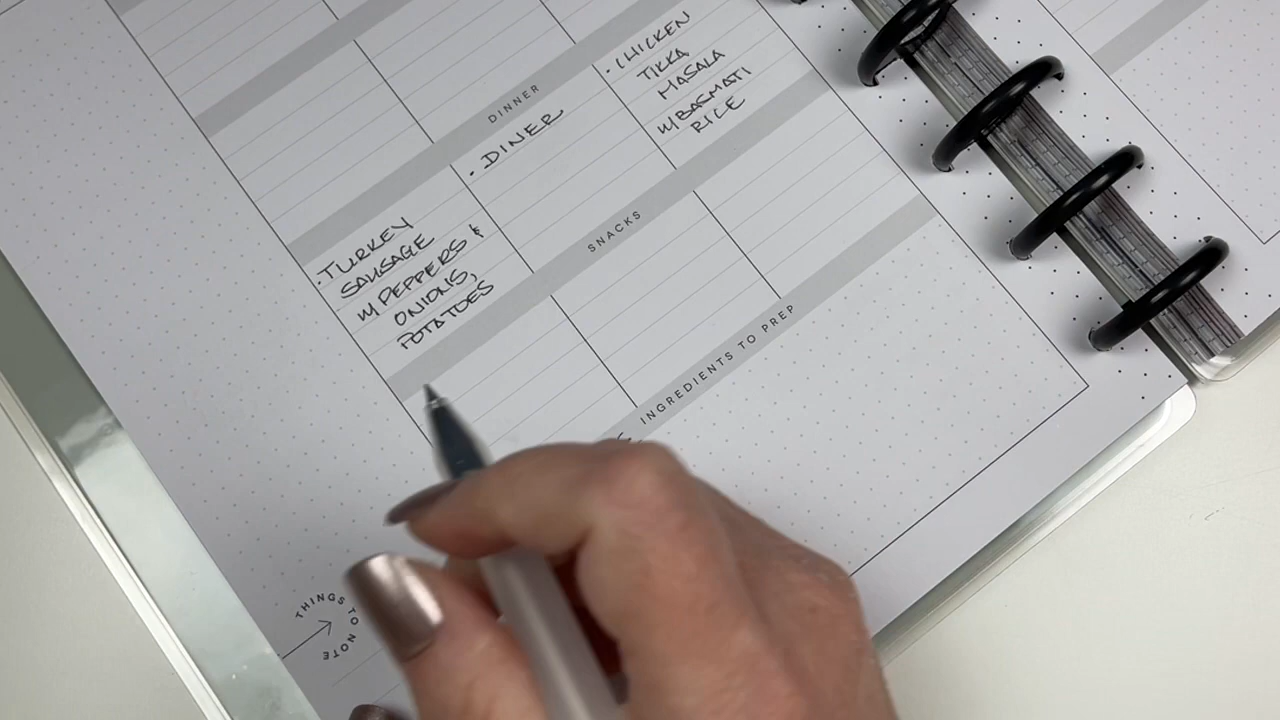 DINNER
· TURKEY
SAUSAGE
W/ PEPPERS &
ONIONS,
POTATOES
· DINER
· CHICKEN
TIKKA
MASALA
W/ BASMATI
RICE
SNACKS
INGREDIENTS TO PREP
THINGS TO NOTE